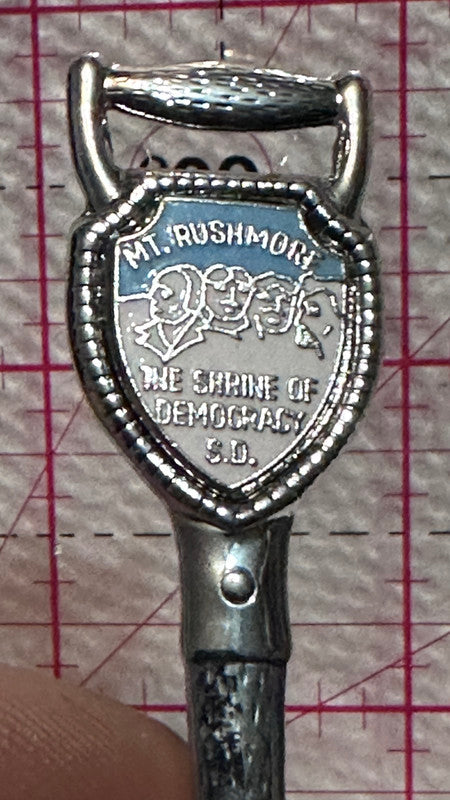 MT. RUSHMORE
THE SHRINE OF
DEMOCRACY
S.D.